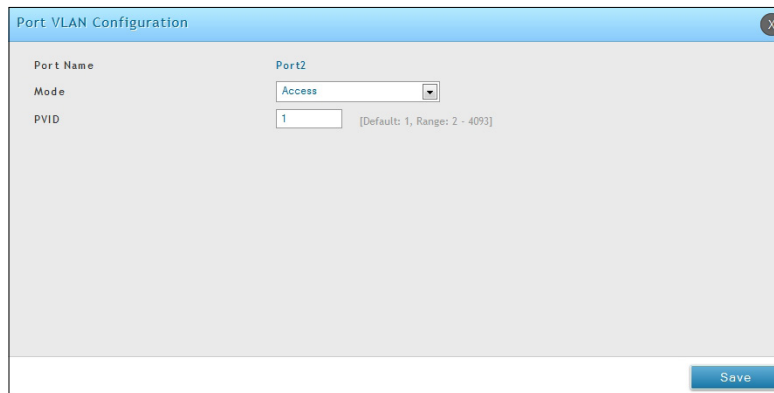 Port VLAN Configuration
X
Port Name Port2
Mode Access
PVID 1 [Default: 1, Range: 2 - 4093]
Save